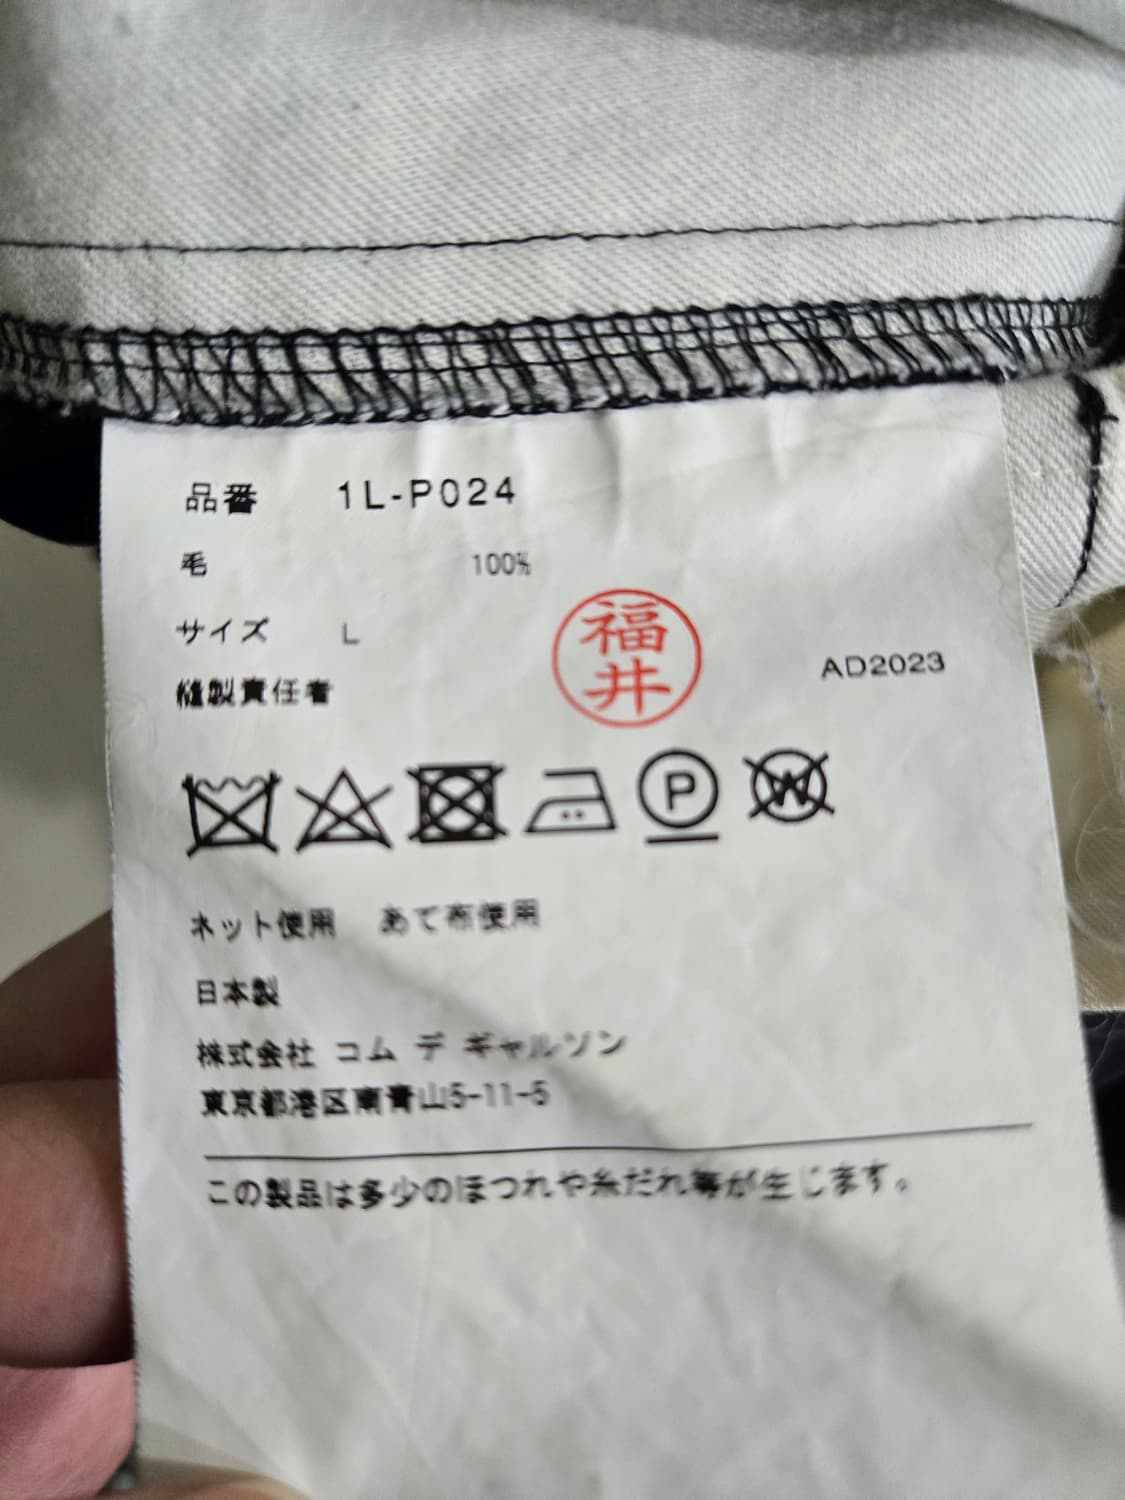 品番 1L-P024
毛 100%
サイズ L
縫製責任者
福井
AD2023
P W
ネット使用 あて布使用
日本製
株式会社 コム デ ギャルソン
東京都港区南青山5-11-5
この製品は多少のほつれや糸だれ等が生じます。